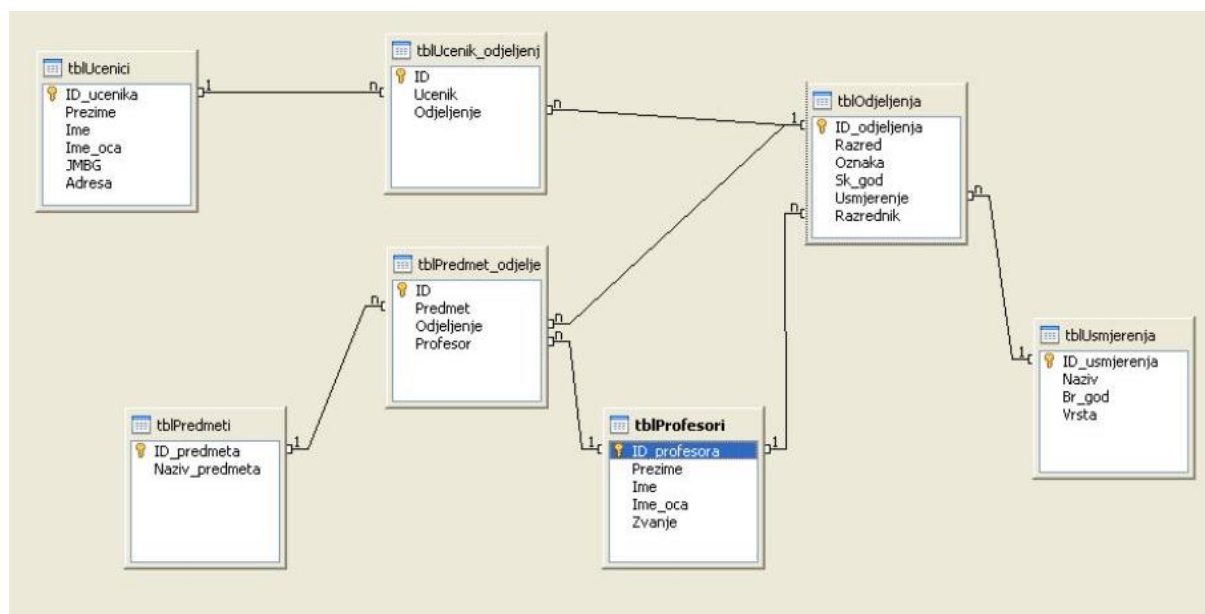 tblUcenici
ID_ucenika
Prezime
Ime
Ime_oca
JMBG
Adresa
1
n
tblUcenik_odjeljenj
ID
Ucenik
Odjeljenje
n
1
tblOdjeljenja
ID_odjeljenja
Razred
Oznaka
Sk_god
Usmjerenje
Razrednik
n
n
tblPredmet_odjelje
ID
Predmet
Odjeljenje
Profesor
n
n
n
tblUsmjerenja
ID_usmjerenja
Naziv
Br_god
Vrsta
1
tblPredmeti
ID_predmeta
Naziv_predmeta
1
tblProfesori
ID_profesora
Prezime
Ime
Ime_oca
Zvanje
1
1